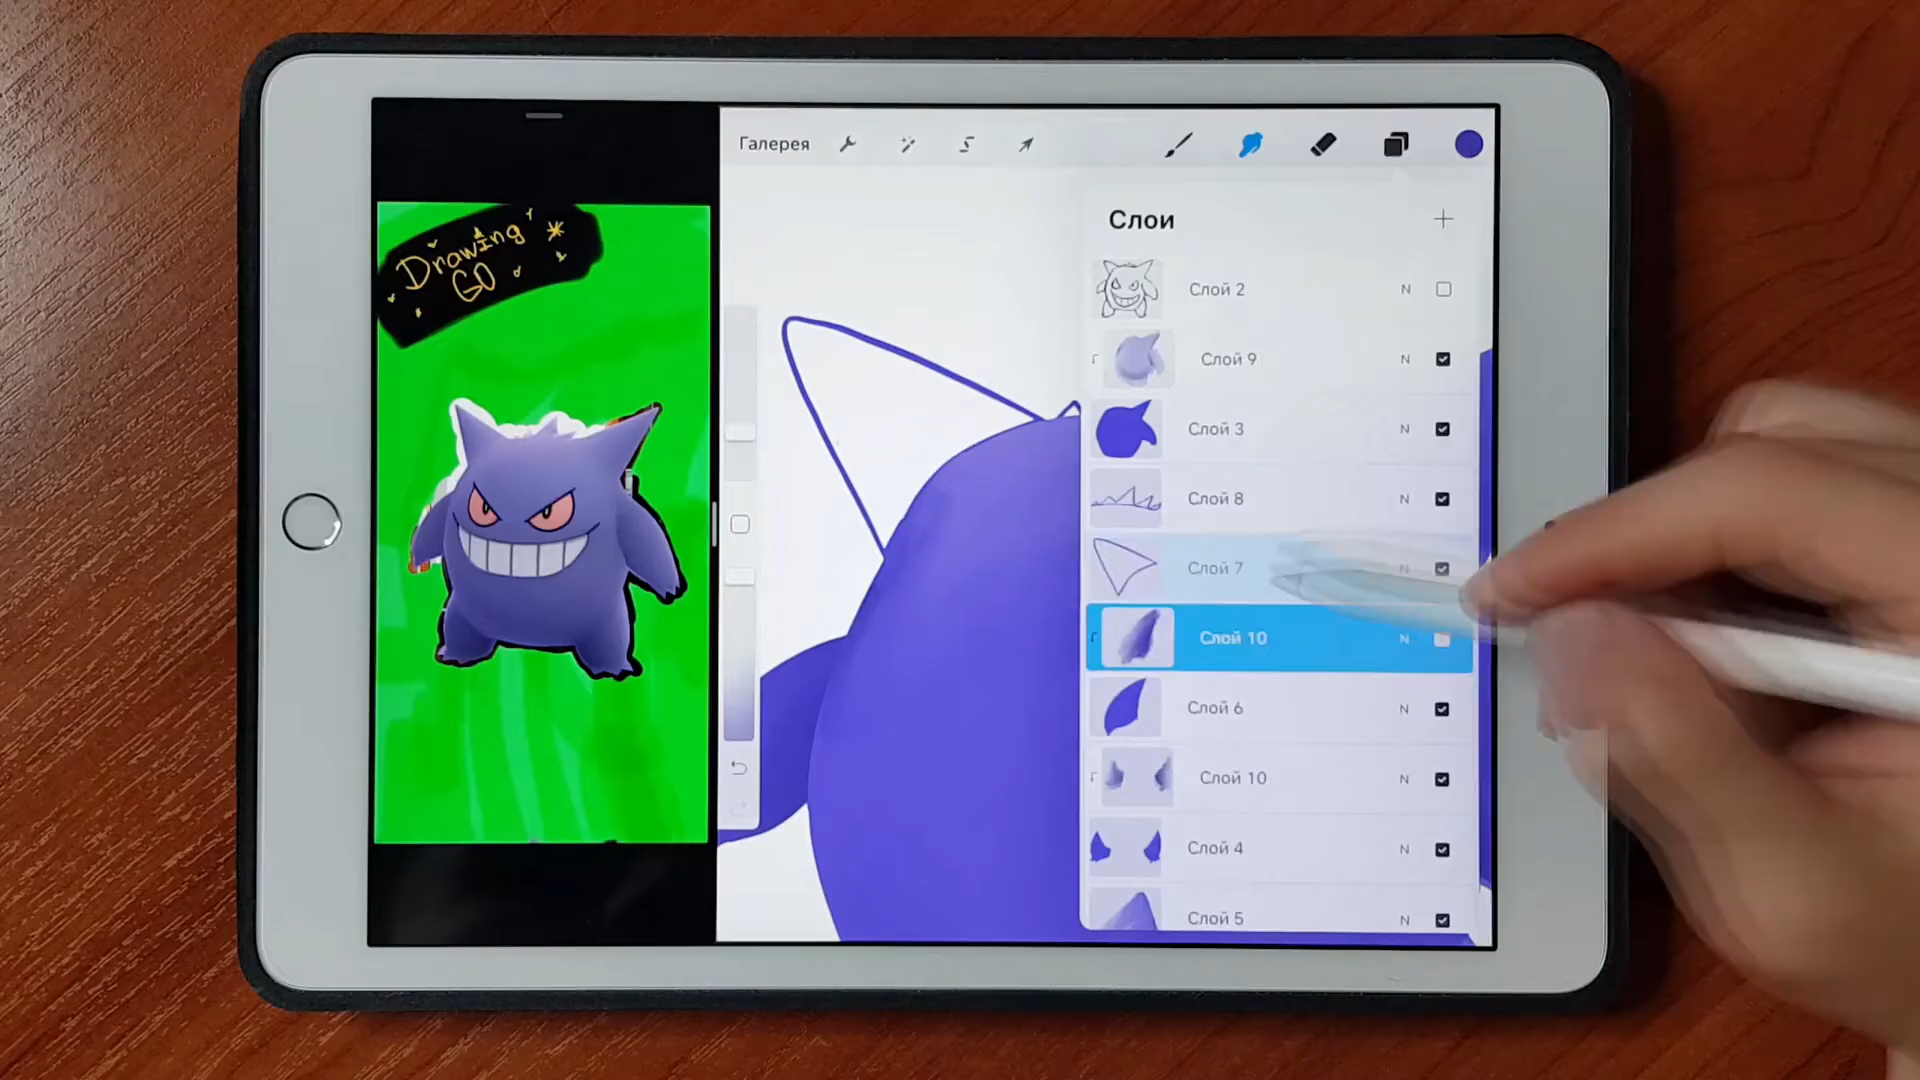 Drawing
GO
Галерея
Слои
Слой 2 N
Слой 9 N
Слой 3 N
Слой 8 N
Слой 7 N
Слой 10 N
Слой 6 N
Слой 10 N
Слой 4 N
Слой 5 N